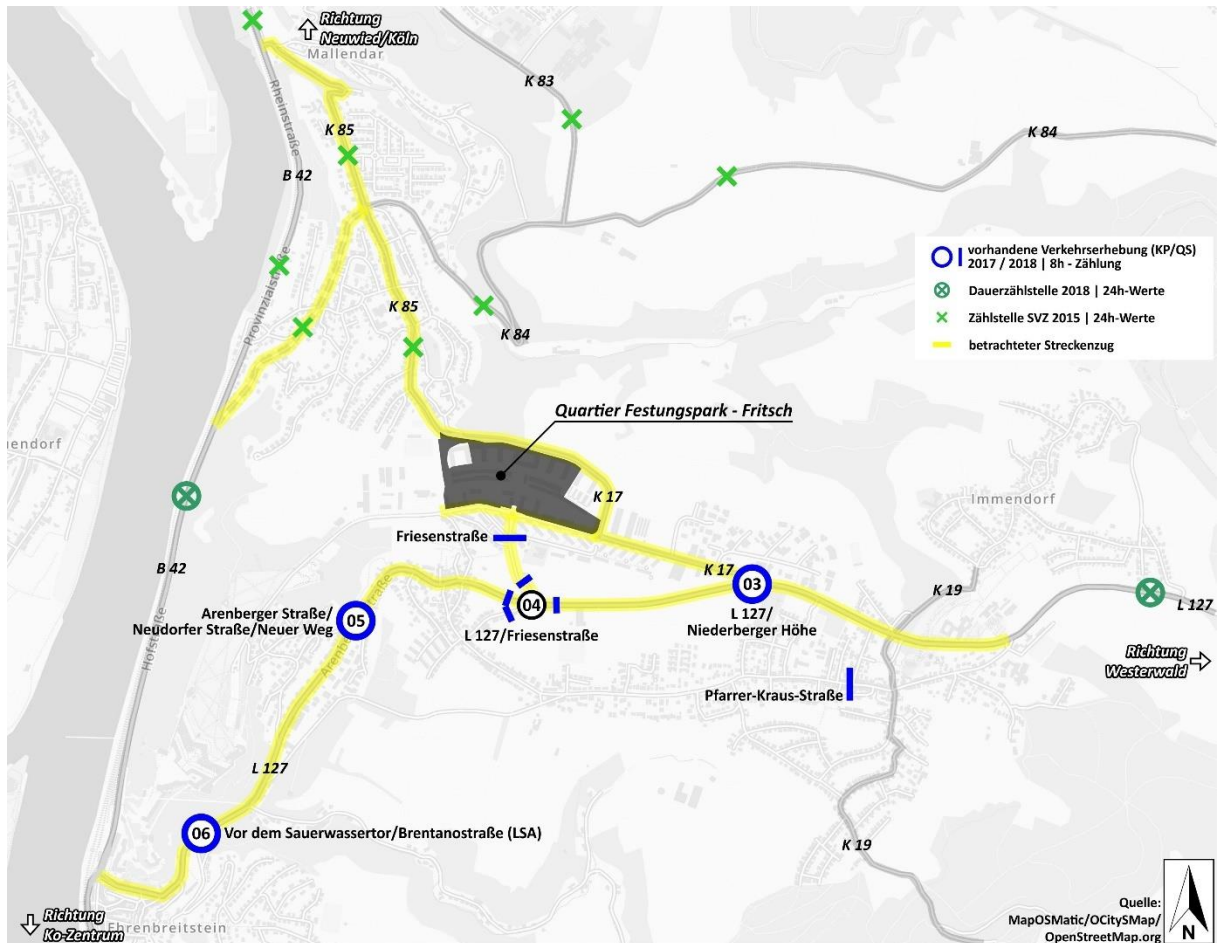 Richtung
Neuwied/Köln
Mallendar
K 83
K 84
Rheinstraße
K 85
B 42
vorhandene Verkehrserhebung (KP/QS)
2017 / 2018 | 8h - Zählung
Dauerzählstelle 2018 | 24h-Werte
Zählstelle SVZ 2015 | 24h-Werte
betrachteter Streckenzug
Provinzialstraße
K 85
K 84
Quartier Festungspark - Fritsch
K 17
Immendorf
Friesenstraße
B 42
K 17
03
L 127/
Niederberger Höhe
K 19
L 127
04
L 127/Friesenstraße
Arenberger Straße/
Neudorfer Straße/Neuer Weg
05
Hofstraße
Richtung
Westerwald
Pfarrer-Kraus-Straße
L 127
06
Vor dem Sauerwassertor/Brentanostraße (LSA)
K 19
Richtung
Ko-Zentrum
Ehrenbreitstein
Quelle:
MapOSMatic/OCitySMap/
OpenStreetMap.org
N